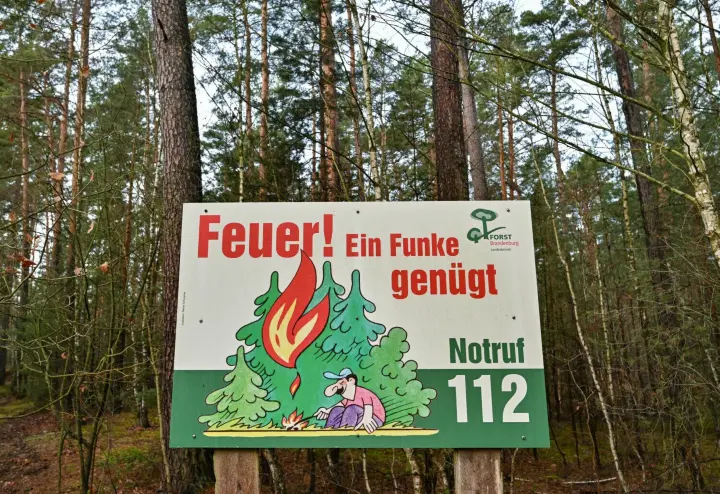 Feuer! Ein Funke
genügt
FORST
Brandenburg
Notruf
112